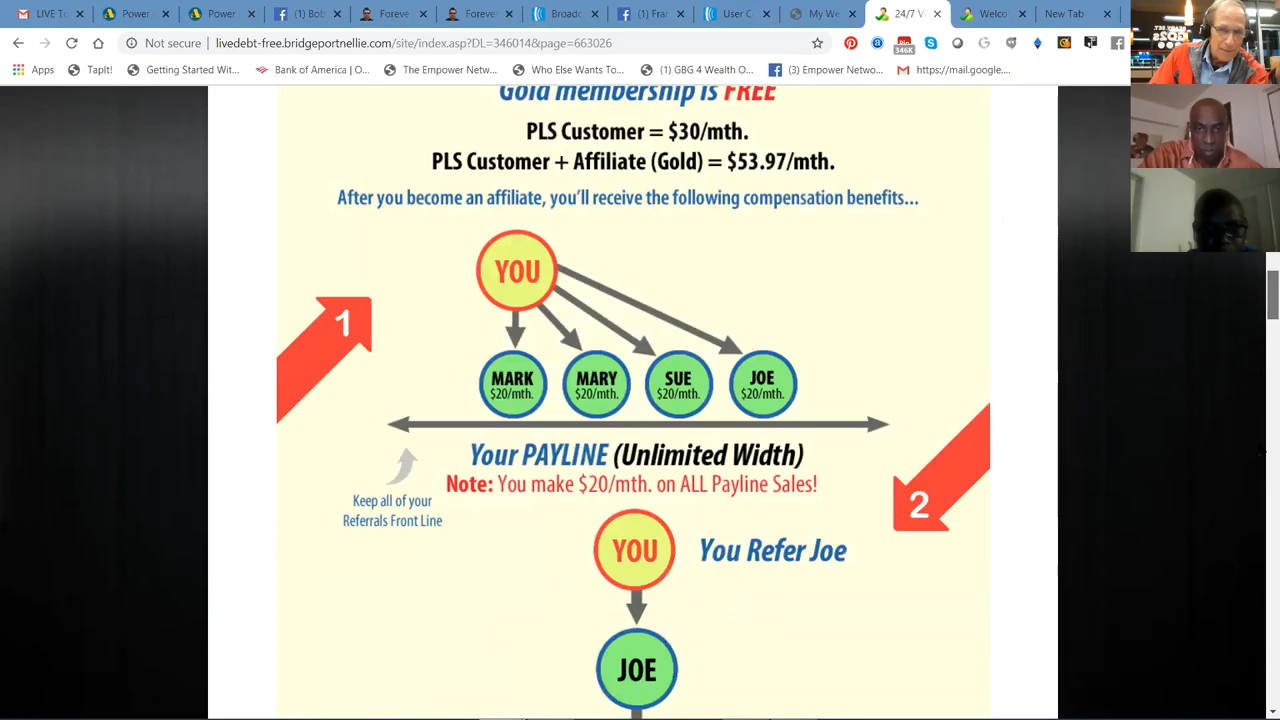 LIVE To
Power
Power
(1) Bob
Foreve
Forever
Broadc
(1) Fran
User C
My We
24/7 V
Welco
New Tab
Not secure
livedebt-free.bridgeportnellie.com/site/index
346014&page=663026
346K
Apps
TapIt!
Getting Started Wit...
Bank of America | O...
The Empower Netw...
Who Else Wants To...
(1) GBG 4 Wealth O...
(3) Empower Netwo...
https://mail.google....
Gold membership is FREE
PLS Customer = $30/mth.
PLS Customer + Affiliate (Gold) = $53.97/mth.
After you become an affiliate, you'll receive the following compensation benefits...
YOU
1
MARK
$20/mth.
MARY
$20/mth.
SUE
$20/mth.
JOE
$20/mth.
Your PAYLINE (Unlimited Width)
Note: You make $20/mth. on ALL Payline Sales!
Keep all of your
Referrals Front Line
2
YOU
You Refer Joe
JOE